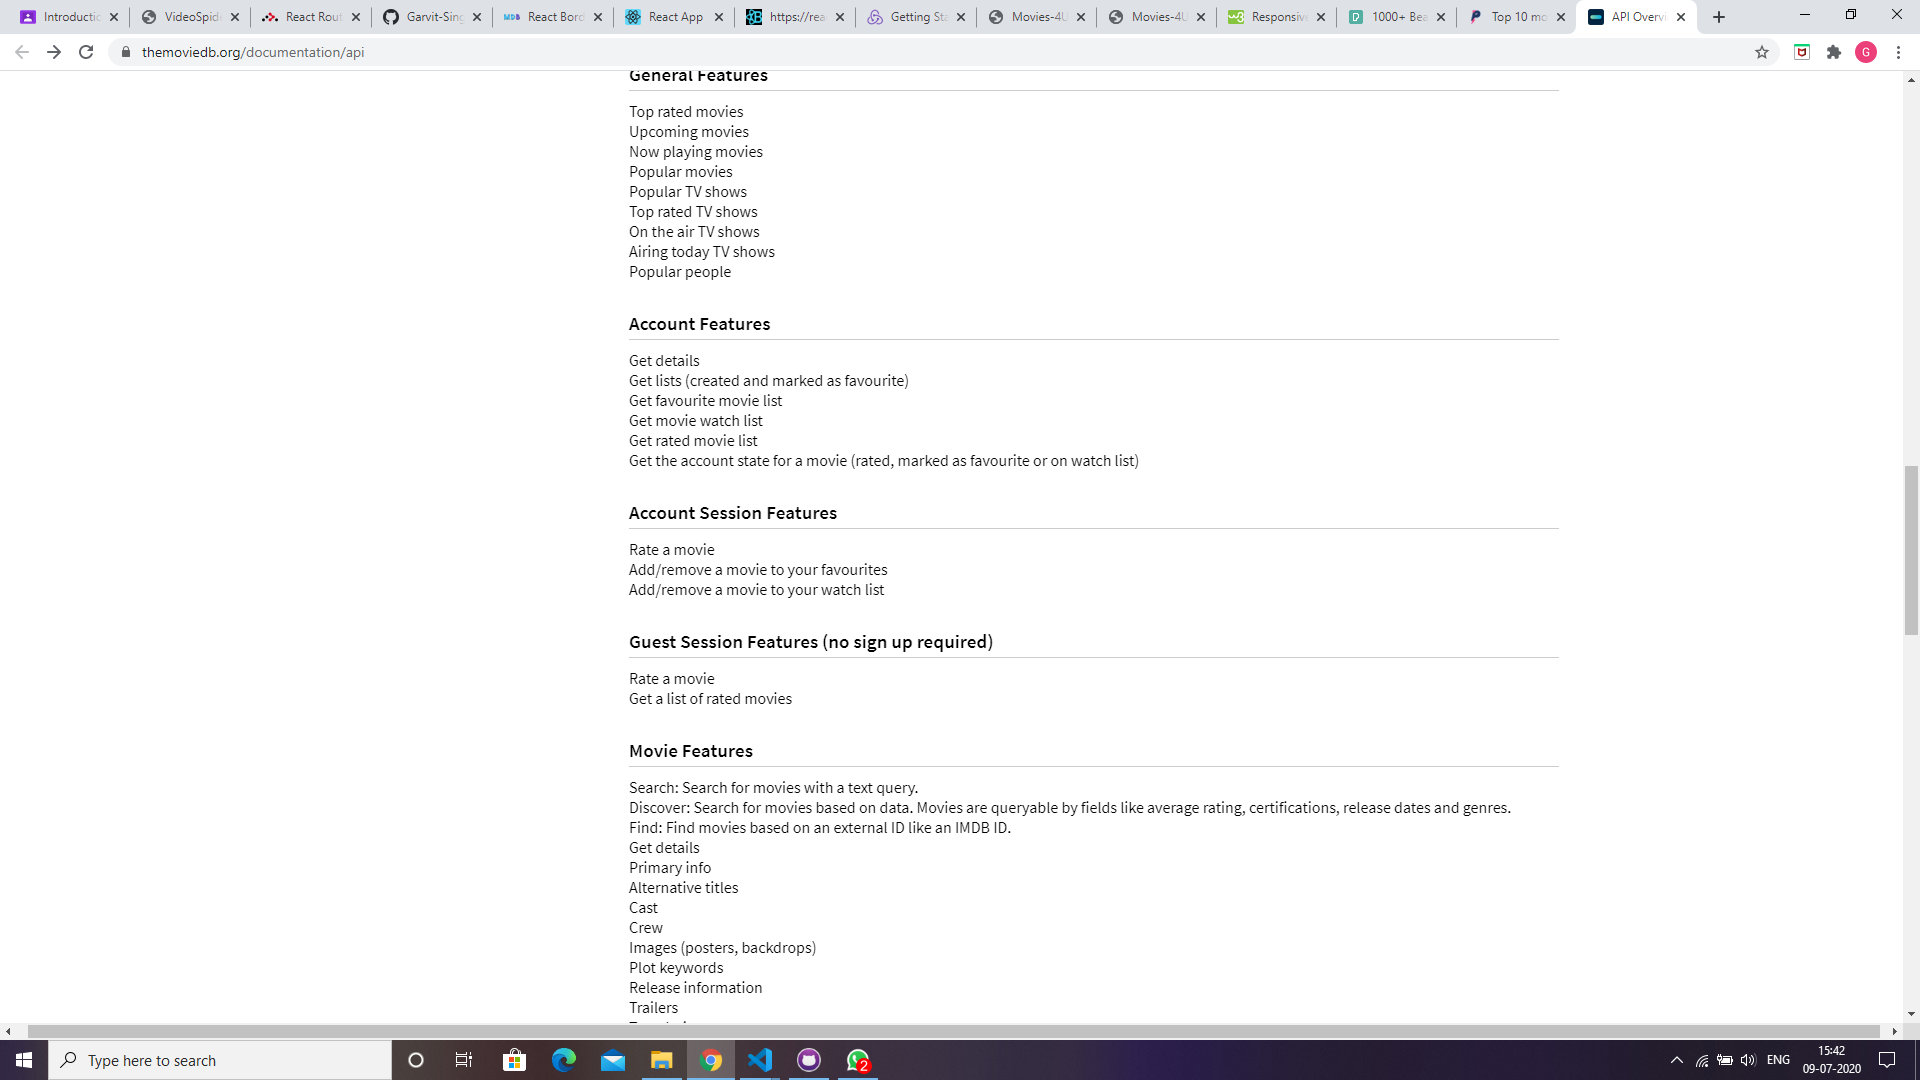 Introductio
VideoSpid
React Rout
Garvit-Sing
MDB
React Bord
React App
https://rea
Getting Sta
Movies-4U
Movies-4U
Responsive
1000+ Bea
Top 10 mo
API Overv
themoviedb.org/documentation/api
G
General Features
Top rated movies
Upcoming movies
Now playing movies
Popular movies
Popular TV shows
Top rated TV shows
On the air TV shows
Airing today TV shows
Popular people
Account Features
Get details
Get lists (created and marked as favourite)
Get favourite movie list
Get movie watch list
Get rated movie list
Get the account state for a movie (rated, marked as favourite or on watch list)
Account Session Features
Rate a movie
Add/remove a movie to your favourites
Add/remove a movie to your watch list
Guest Session Features (no sign up required)
Rate a movie
Get a list of rated movies
Movie Features
Search: Search for movies with a text query.
Discover: Search for movies based on data. Movies are queryable by fields like average rating, certifications, release dates and genres.
Find: Find movies based on an external ID like an IMDB ID.
Get details
Primary info
Alternative titles
Cast
Crew
Images (posters, backdrops)
Plot keywords
Release information
Trailers
Type here to search
2
ENG
15:42
09-07-2020